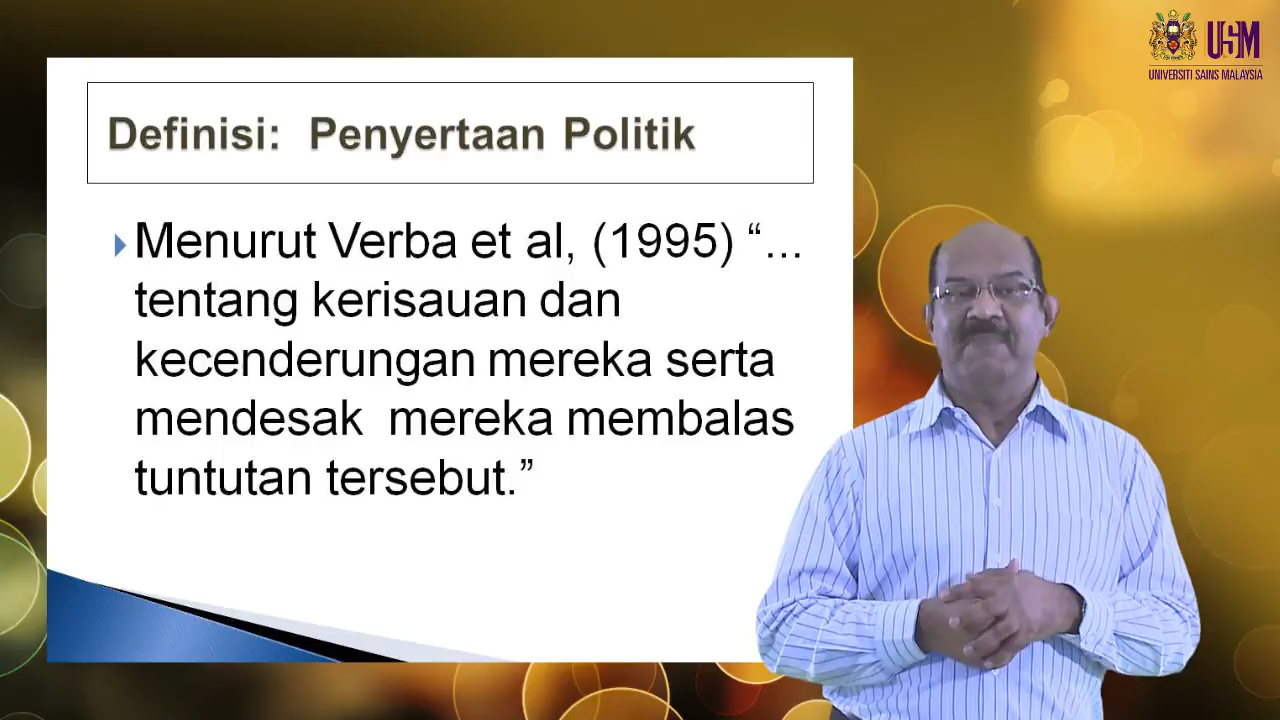 USM
UNIVERSITI SAINS MALAYSIA
Definisi: Penyertaan Politik
Menurut Verba et al, (1995) “...
tentang kerisauan dan
kecenderungan mereka serta
mendesak mereka membalas
tuntutan tersebut.”